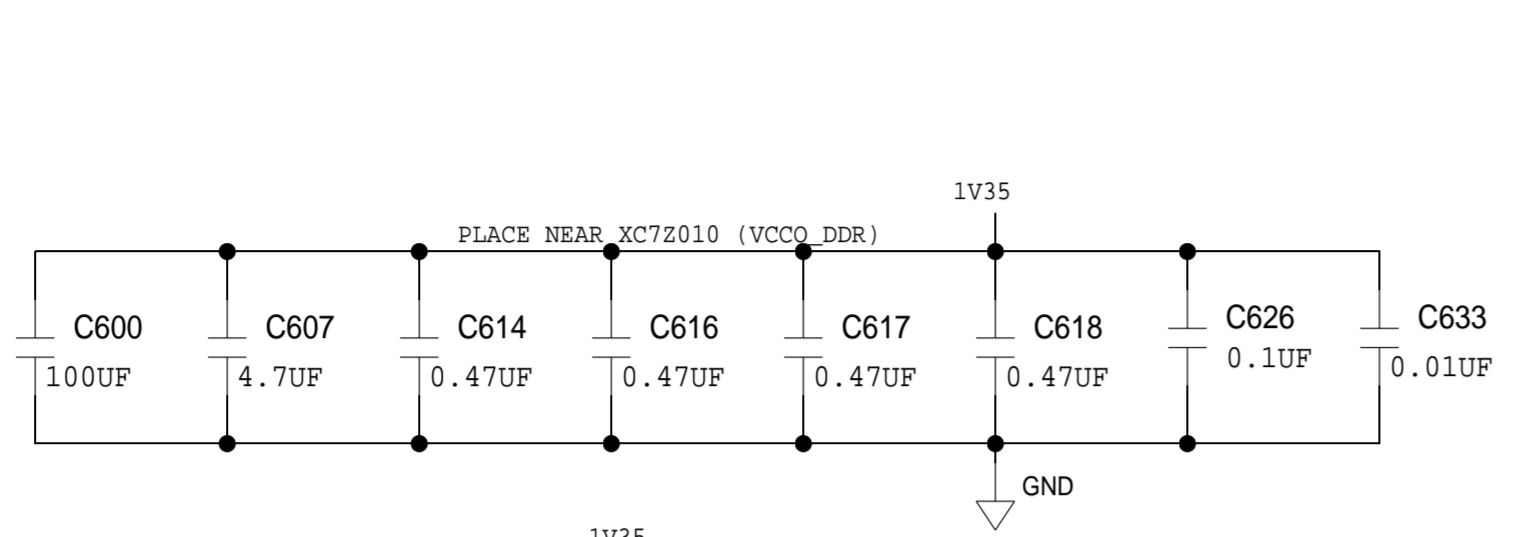 1V35
PLACE NEAR XC7Z010 (VCCO_DDR)
C600
100UF
C607
4.7UF
C614
0.47UF
C616
0.47UF
C617
0.47UF
C618
0.47UF
C626
0.1UF
C633
0.01UF
GND
1V35